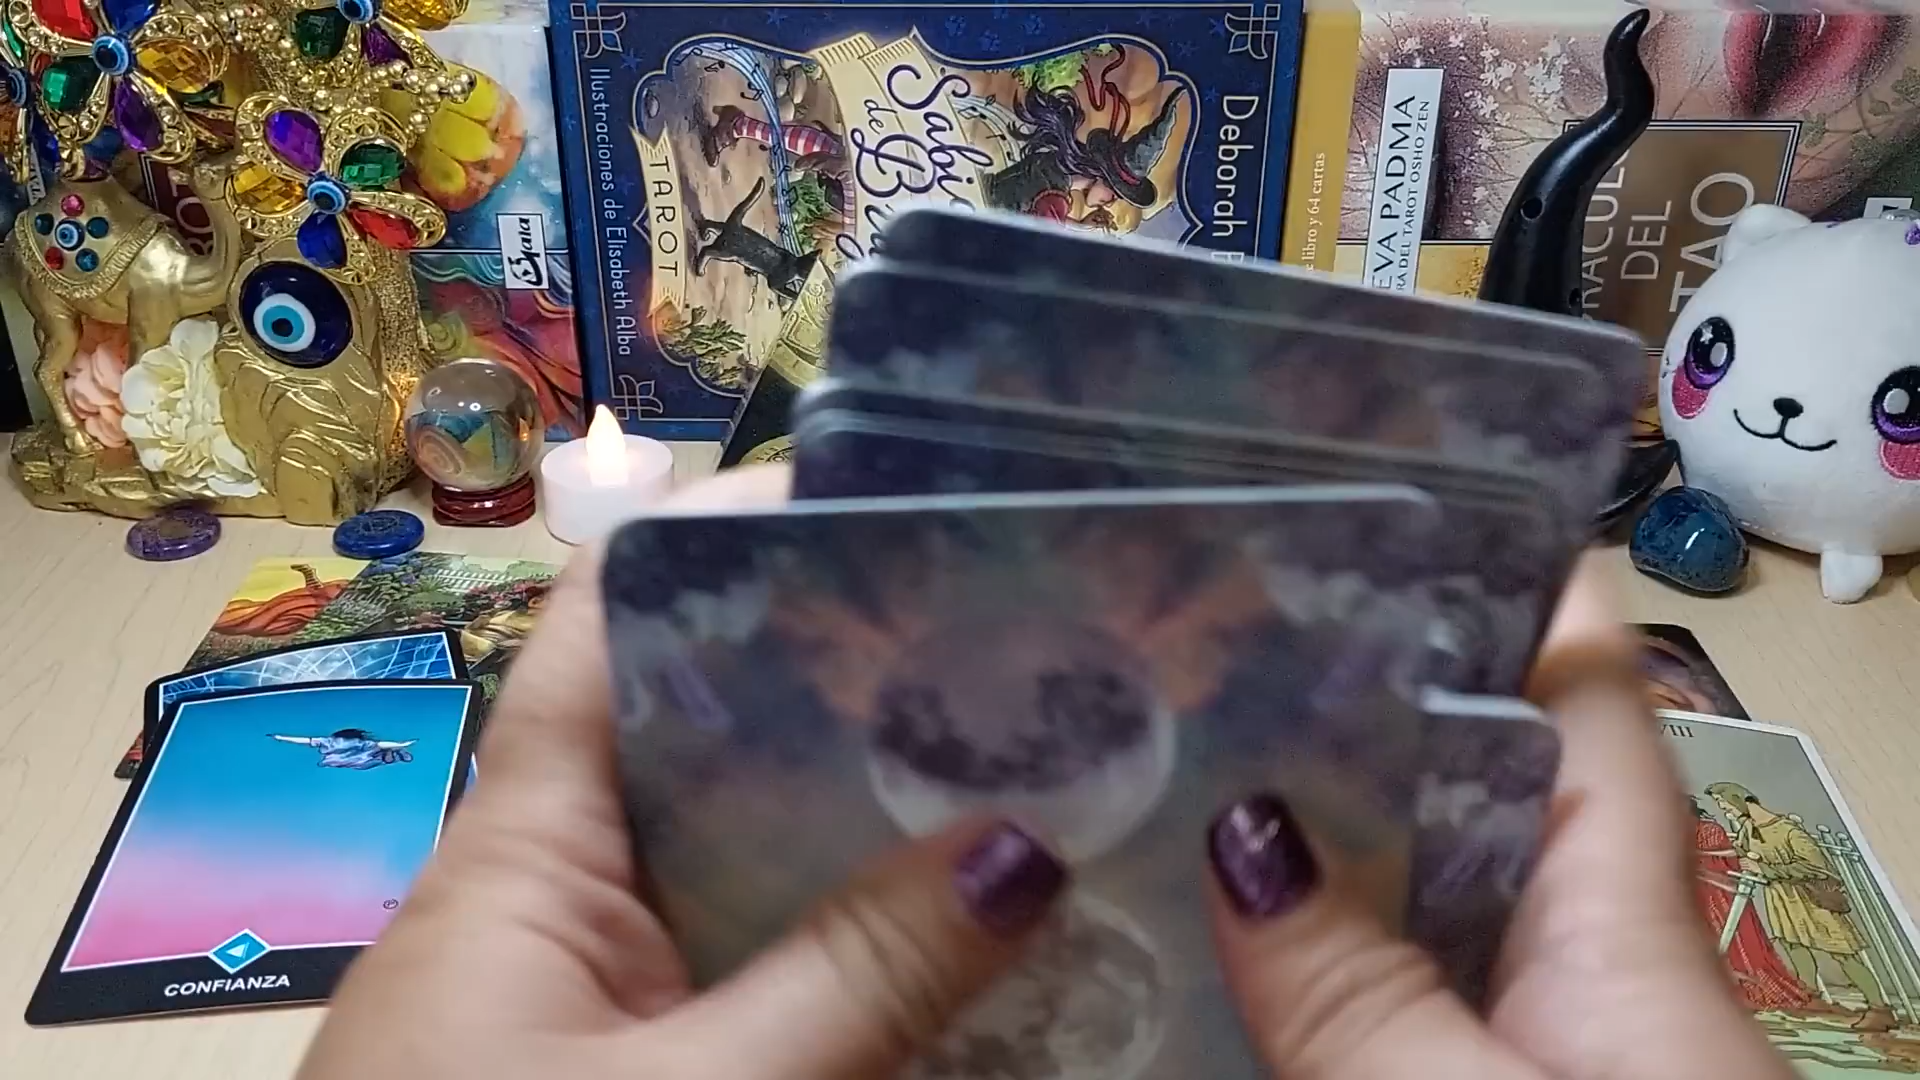 Ilustraciones de Elisabeth Alba
TAROT
Sabi
de
Deborah
libro y 64 cartas
EVA PADMA
DEL TAROT OSHO ZEN
DEL
TAO
Gaia
CONFIANZA
VIII